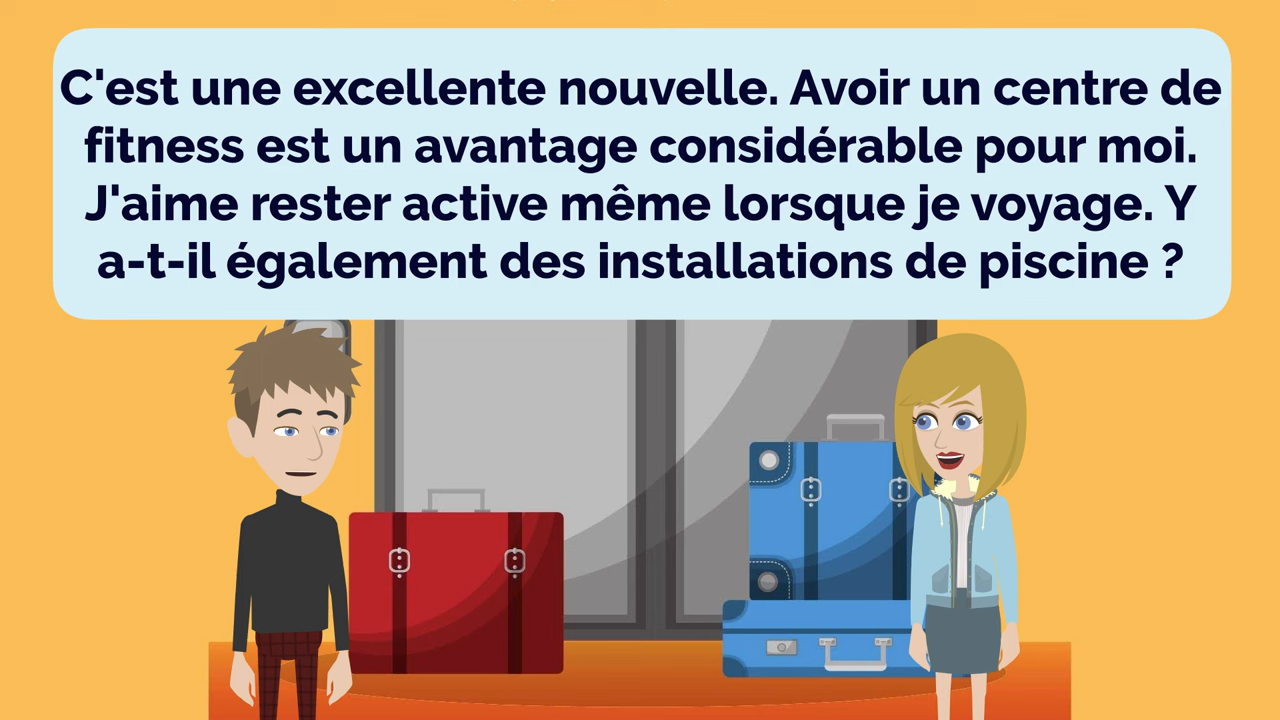 C'est une excellente nouvelle. Avoir un centre de
fitness est un avantage considérable pour moi.
J'aime rester active même lorsque je voyage. Y
a-t-il également des installations de piscine ?